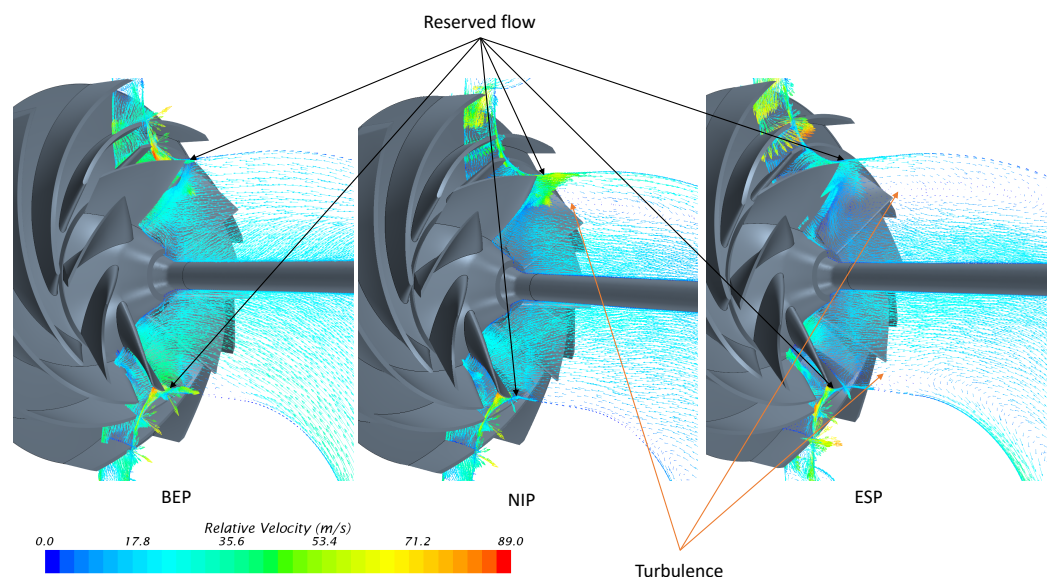 Reserved flow
BEP
NIP
ESP
Relative Velocity (m/s)
0.0 17.8 35.6 53.4 71.2 89.0
Turbulence